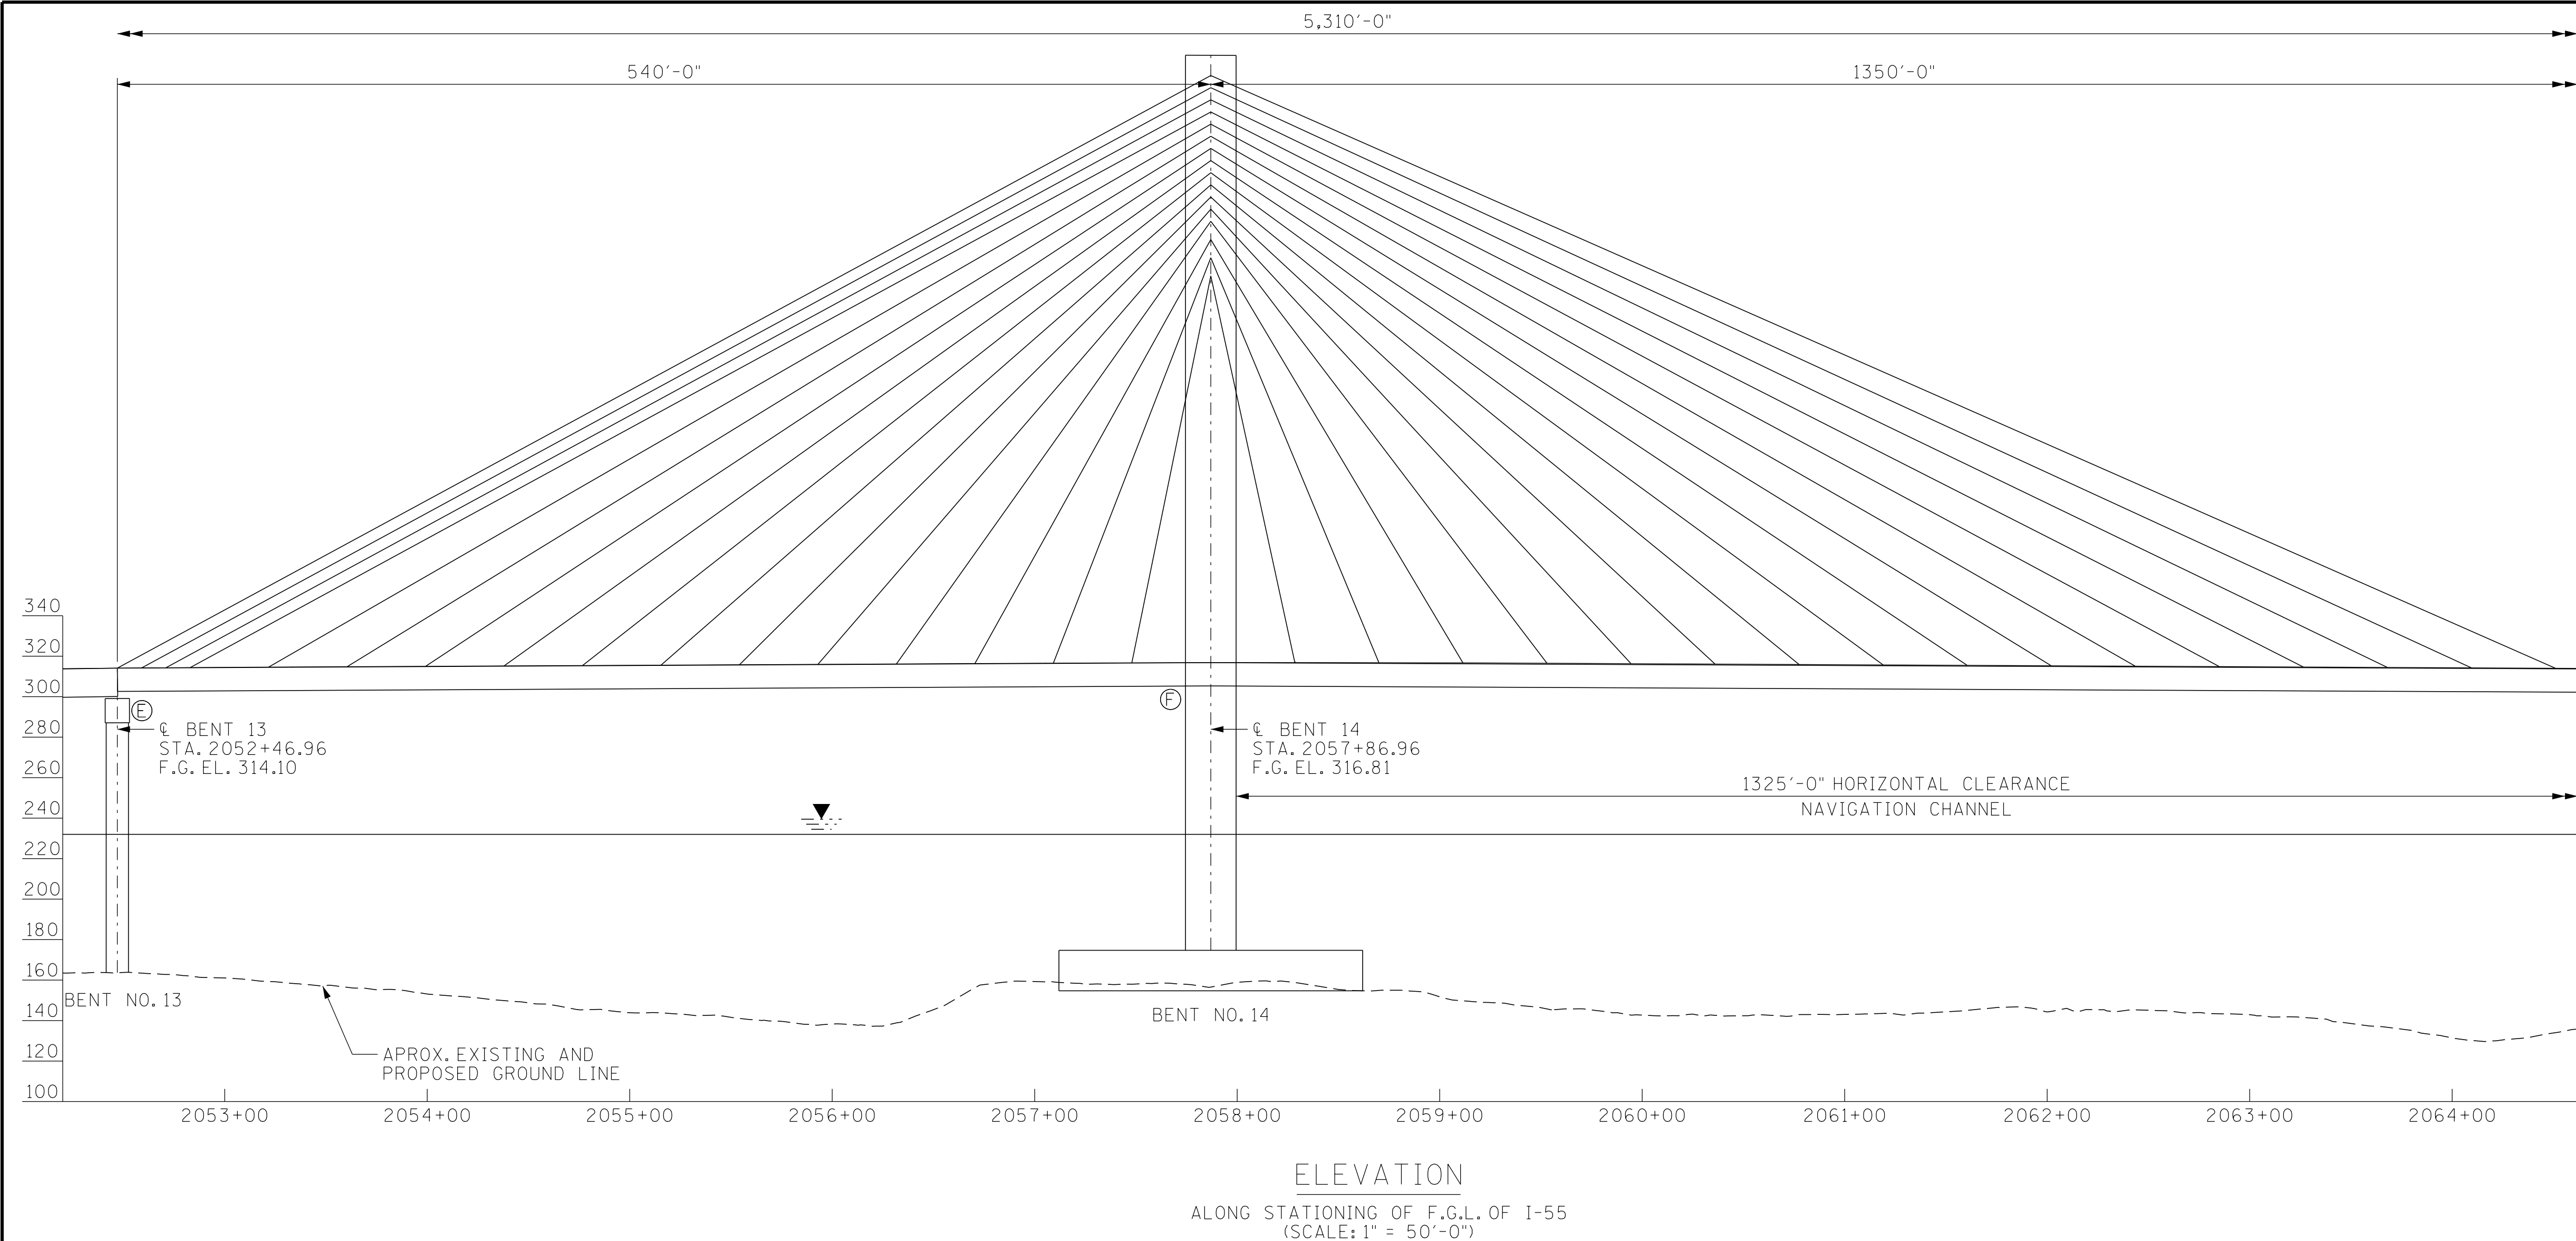 5,310'-0"
540'-0"
1350'-0"
340
320
300
280
260
240
220
200
180
160
140
120
100
E
F
℄ BENT 13
STA. 2052+46.96
F.G. EL. 314.10
℄ BENT 14
STA. 2057+86.96
F.G. EL. 316.81
1325'-0" HORIZONTAL CLEARANCE
NAVIGATION CHANNEL
BENT NO. 13
BENT NO. 14
APROX. EXISTING AND
PROPOSED GROUND LINE
2053+00 2054+00 2055+00 2056+00 2057+00 2058+00 2059+00 2060+00 2061+00 2062+00 2063+00 2064+00
ELEVATION
ALONG STATIONING OF F.G.L. OF I-55
(SCALE: 1" = 50'-0")